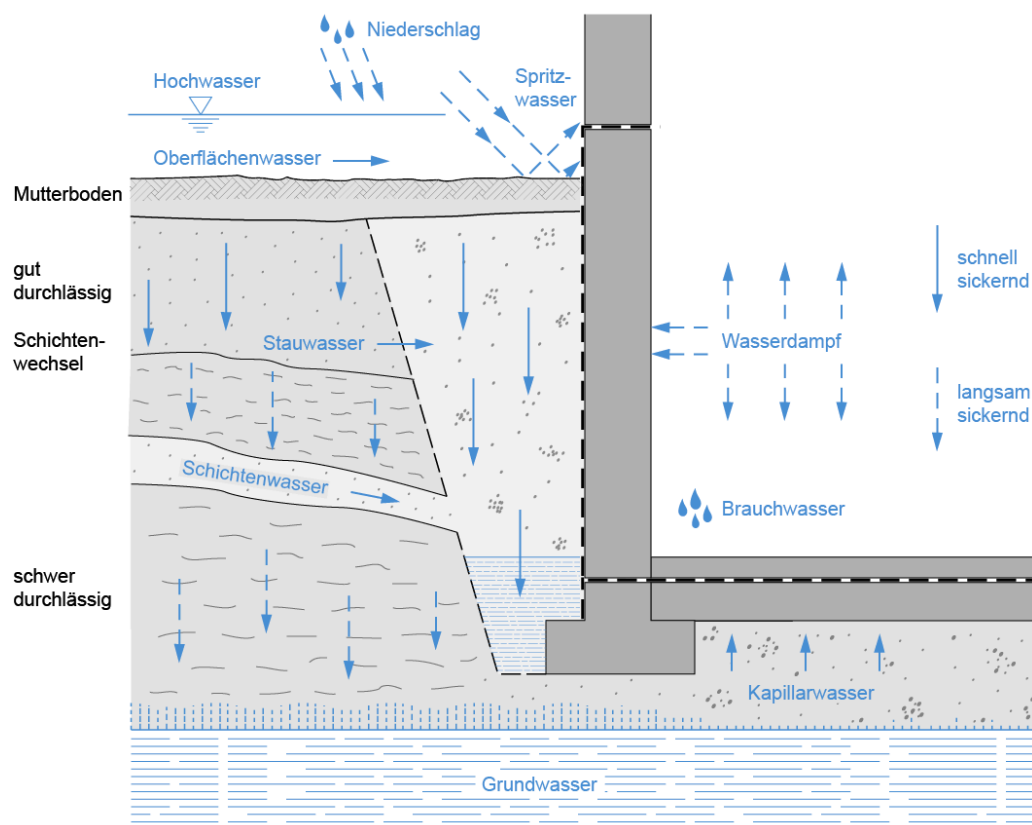 Niederschlag
Hochwasser
Spritz-
wasser
Oberflächenwasser
Mutterboden
gut
durchlässig
schnell
sickernd
Schichten-
wechsel
Stauwasser
Wasserdampf
langsam
sickernd
Schichtenwasser
Brauchwasser
schwer
durchlässig
Kapillarwasser
Grundwasser